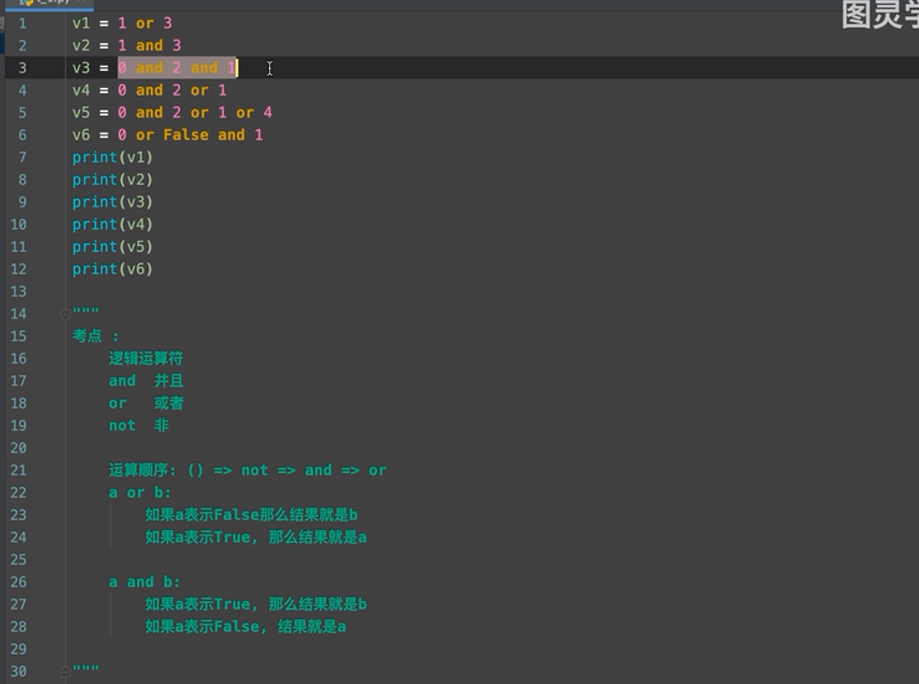 图灵学
1 v1 = 1 or 3
2 v2 = 1 and 3
3 v3 = 0 and 2 and 1
4 v4 = 0 and 2 or 1
5 v5 = 0 and 2 or 1 or 4
6 v6 = 0 or False and 1
7 print(v1)
8 print(v2)
9 print(v3)
10 print(v4)
11 print(v5)
12 print(v6)
13
14 """
15 考点 :
16 逻辑运算符
17 and 并且
18 or 或者
19 not 非
20
21 运算顺序: () => not => and => or
22 a or b:
23 如果a表示False那么结果就是b
24 如果a表示True, 那么结果就是a
25
26 a and b:
27 如果a表示True, 那么结果就是b
28 如果a表示False, 结果就是a
29
30 """